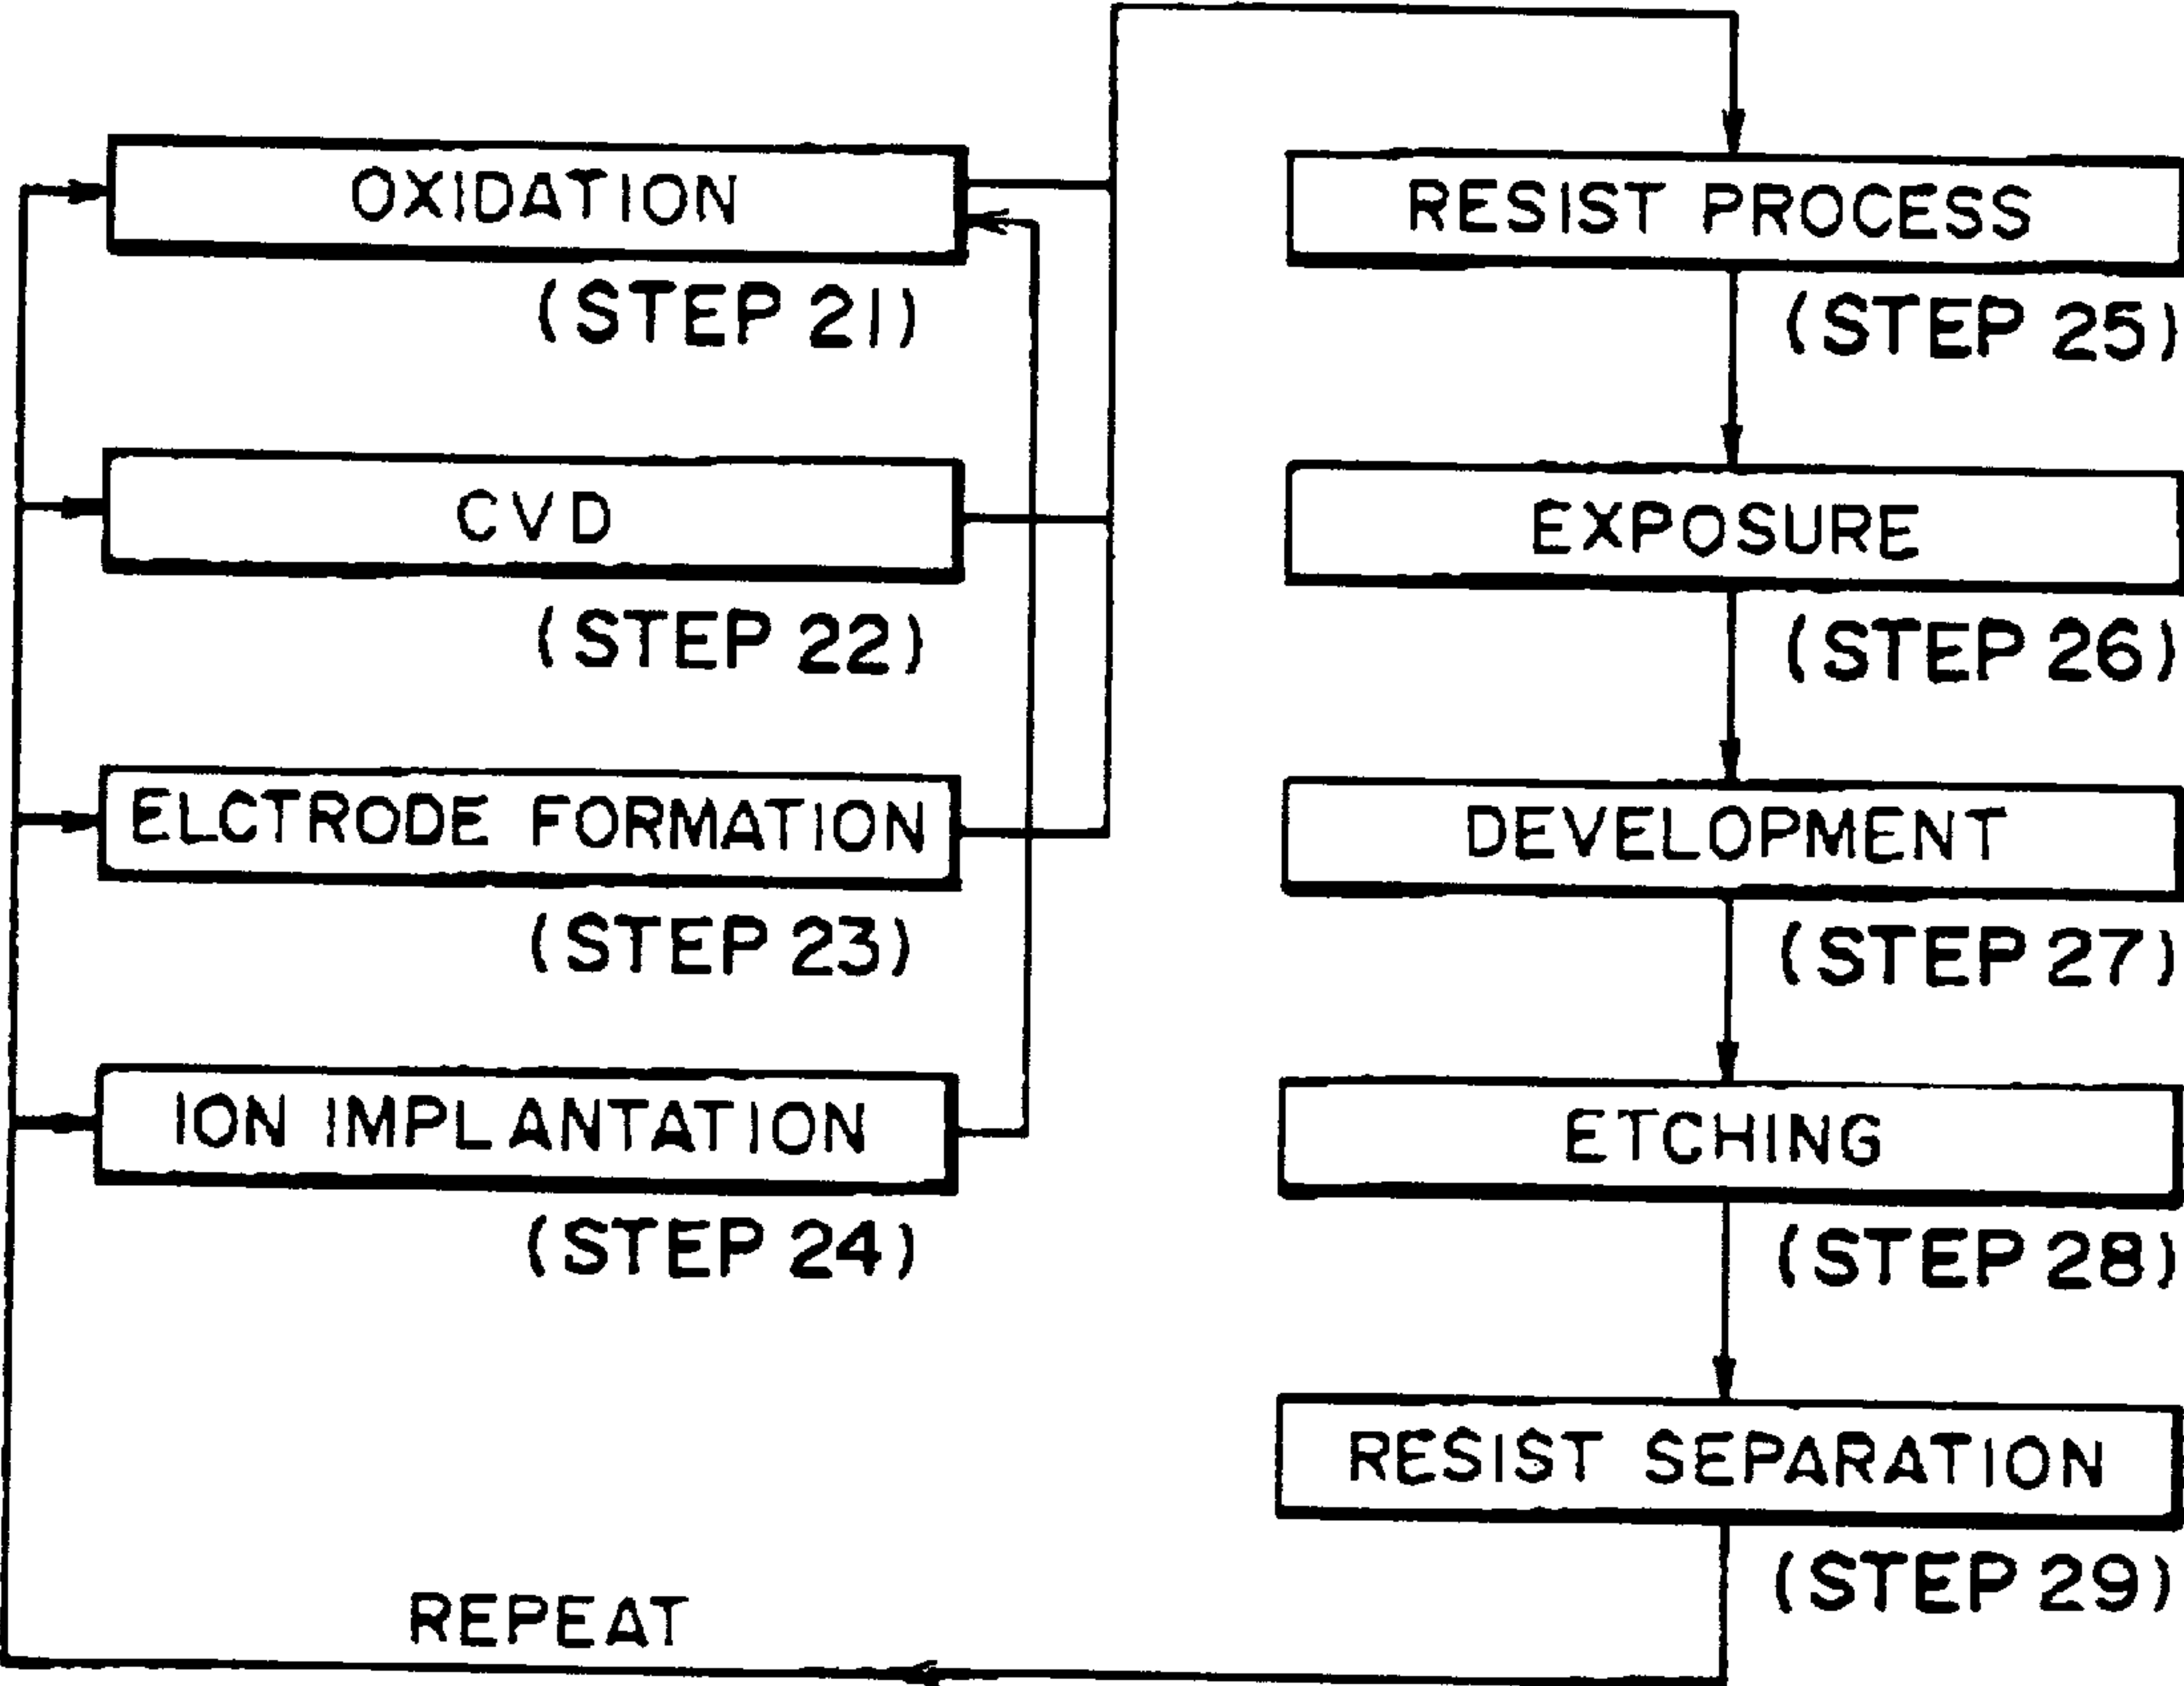 OXIDATION
(STEP 21)
CVD
(STEP 22)
ELCTRODE FORMATION
(STEP 23)
ION IMPLANTATION
(STEP 24)
RESIST PROCESS
(STEP 25)
EXPOSURE
(STEP 26)
DEVELOPMENT
(STEP 27)
ETCHING
(STEP 28)
RESIST SEPARATION
(STEP 29)
REPEAT